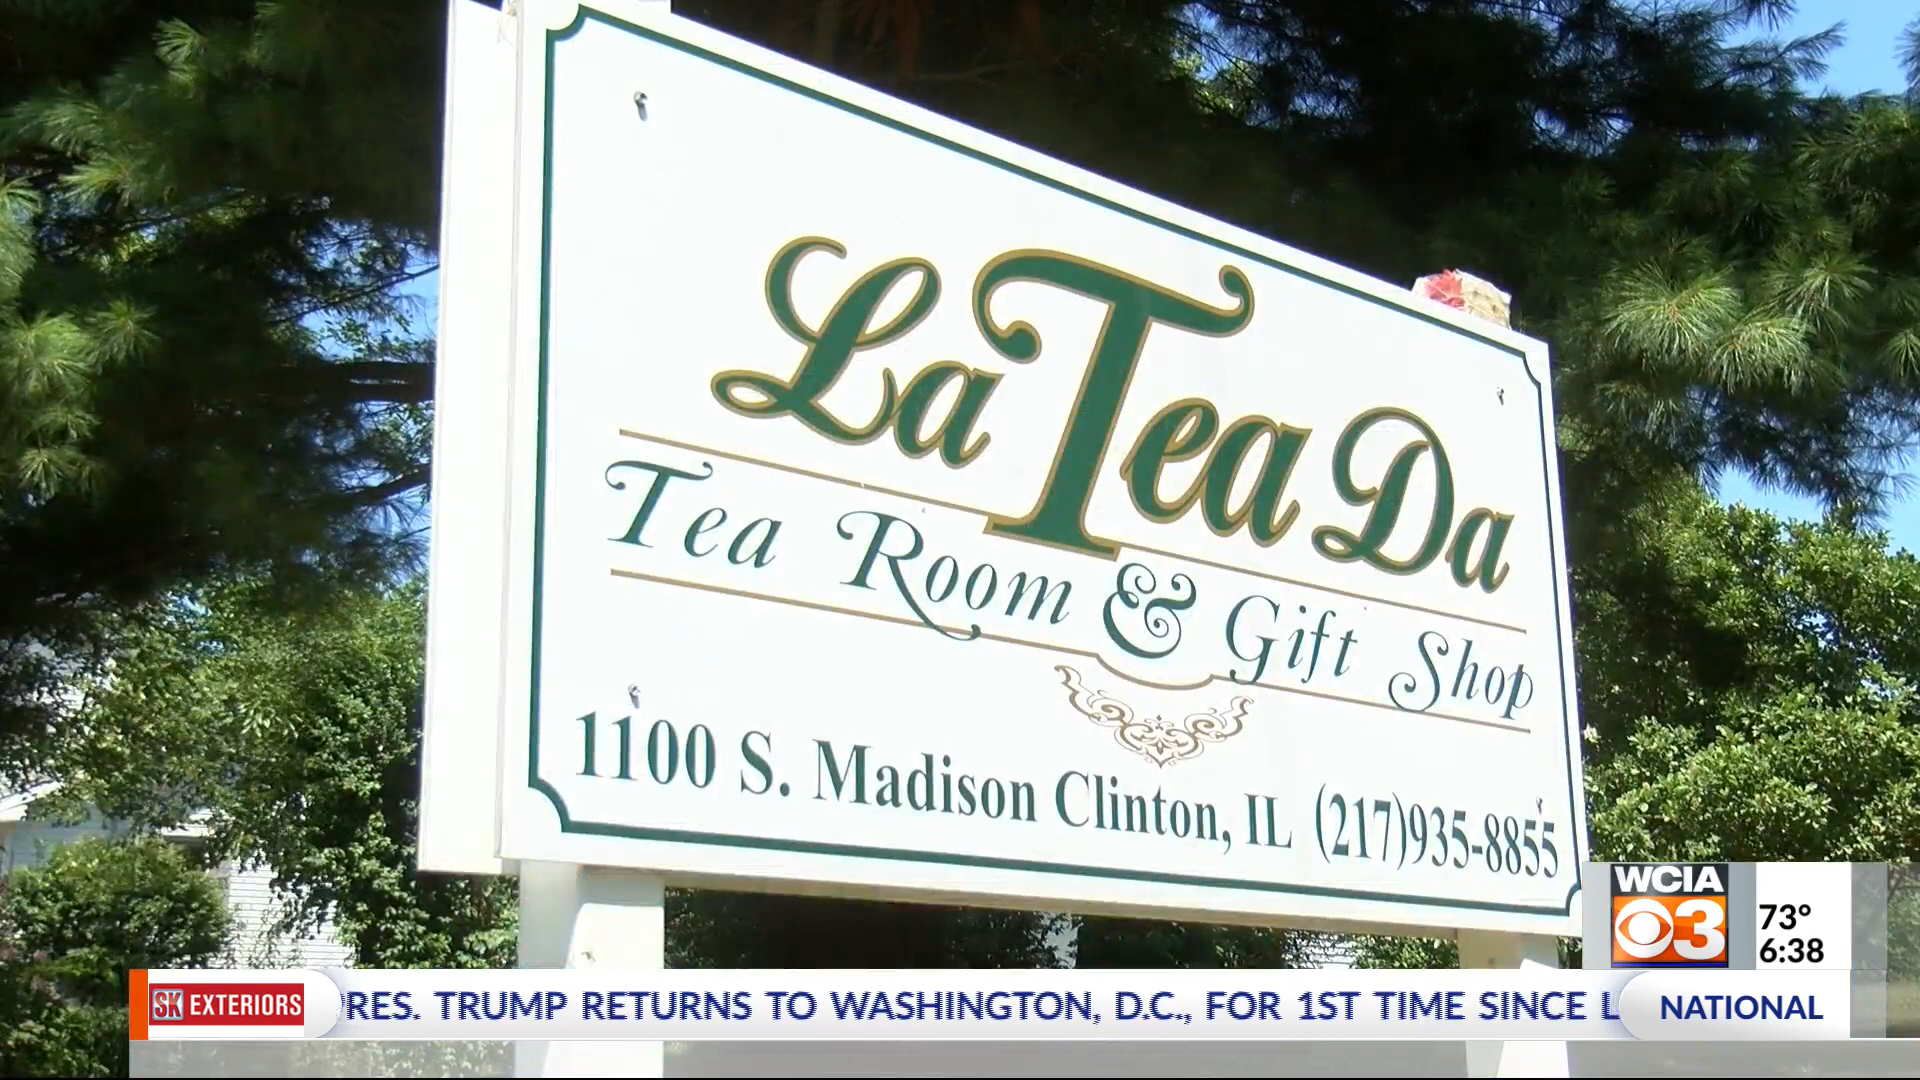 La Tea Da
Tea Room & Gift Shop
1100 S. Madison Clinton, IL (217)935-8855
WCIA
3
73°
6:38
SK EXTERIORS
RES. TRUMP RETURNS TO WASHINGTON, D.C., FOR 1ST TIME SINCE L
NATIONAL